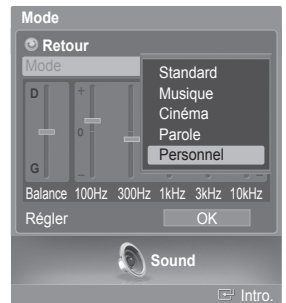 Mode
Retour
Mode
Standard
Musique
Cinéma
Parole
Personnel
D
+
0
G
–
–
Balance 100Hz 300Hz 1kHz 3kHz 10kHz
Régler OK
Sound
Intro.